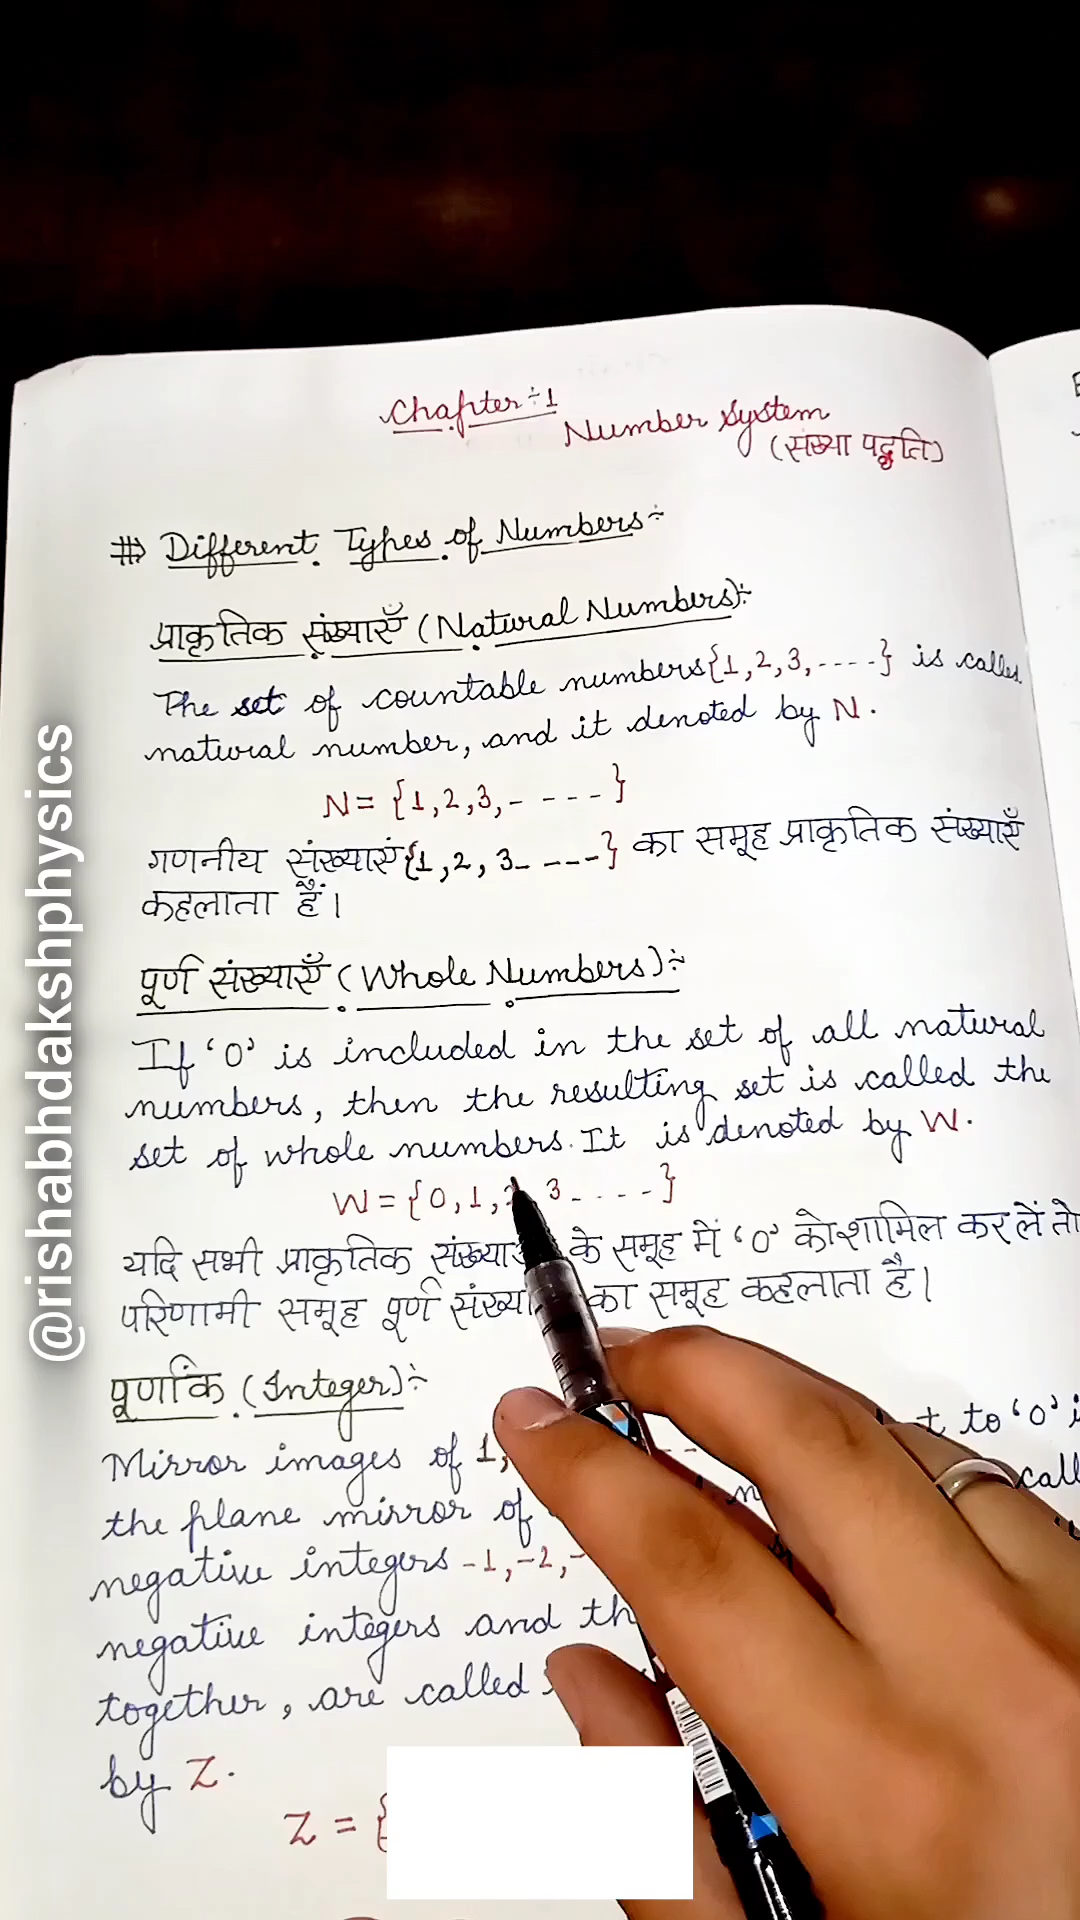 Chapter÷1
Number System
(संख्या पद्धति)
⇒ Different Types of Numbers÷
प्राकृतिक संख्याएँ (Natural Numbers)÷
The set of countable numbers{1,2,3,----} is called
natural number, and it denoted by N.
N= {1,2,3,-----}
गणनीय संख्याएं{1,2,3-----} का समूह प्राकृतिक संख्याएँ
कहलाता हैं।
पूर्ण संख्याएँ (Whole Numbers)÷
If ‘0’ is included in the set of all natural
numbers, then the resulting set is called the
set of whole numbers. It is denoted by W.
W = {0,1, 3-----}
यदि सभी प्राकृतिक के समूह में ‘0’ को शामिल कर लें तो
परिणामी समूह पूर्ण का समूह कहलाता है।
पूर्णांक (Integer)÷
Mirror images of 1, to ‘0’
the plane mirror of
negative integers -1,-2,-
negative integers and
together, are called
by Z.
Z = {
@rishabhdakshphysics